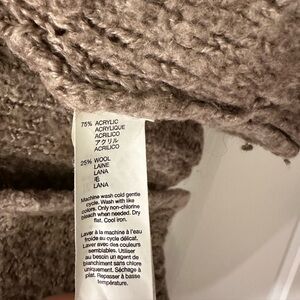 75% ACRYLIC
ACRYLIQUE
ACRILICO
アクリル
ACRILICO
25% WOOL
LAINE
LANA
毛
LANA
Machine wash cold gentle
cycle. Wash with like
colors. Only non-chlorine
bleach when needed. Dry
flat. Cool iron.
Laver à la machine à l'eau
froide au cycle délicat.
Laver avec des couleurs
semblables. Utiliser
au besoin un agent de
blanchiment sans chlore
uniquement. Séchage à
plat. Repasser à basse
température.